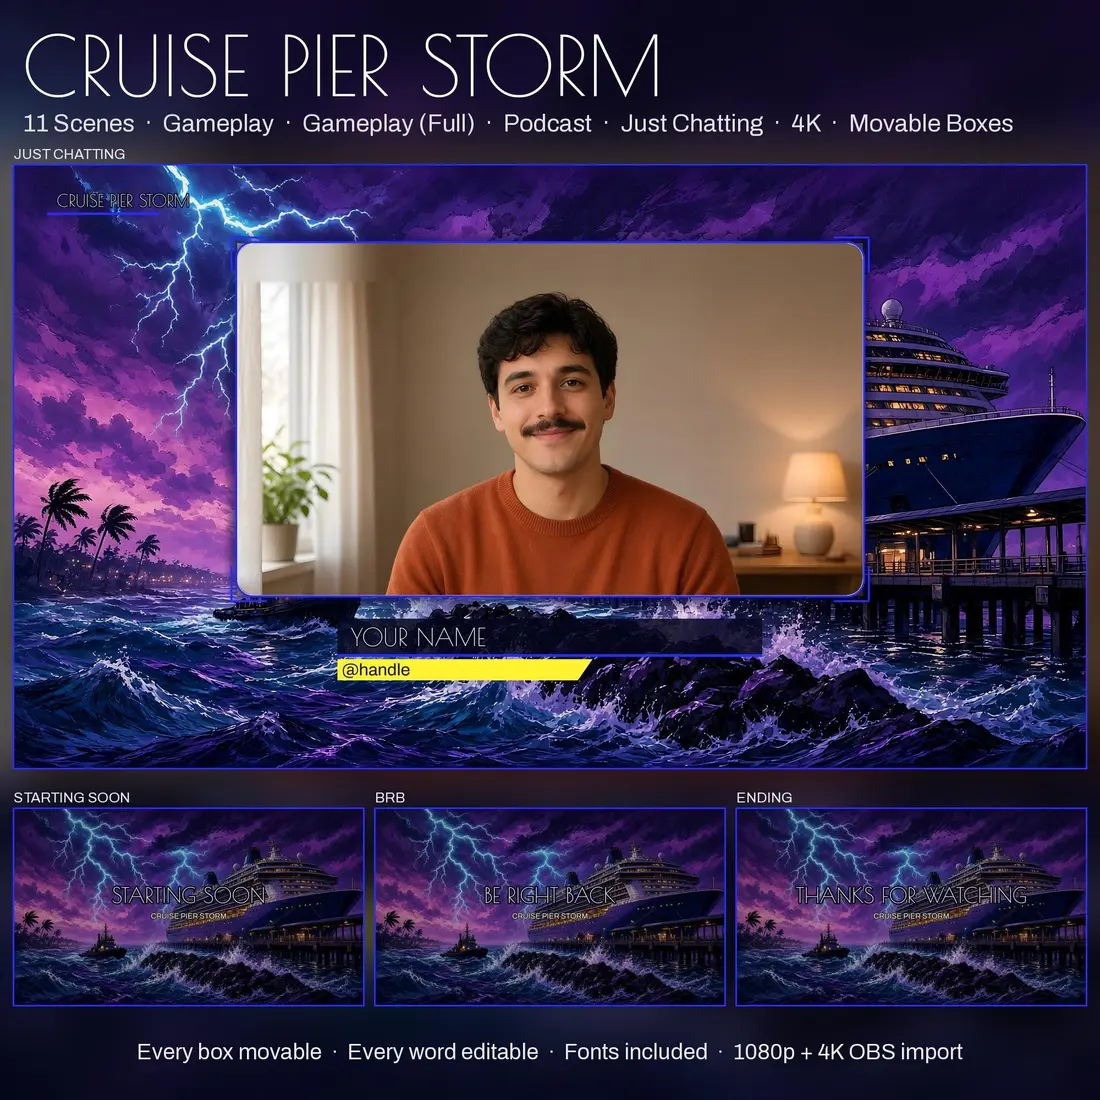 CRUISE PIER STORM
11 Scenes · Gameplay · Gameplay (Full) · Podcast · Just Chatting · 4K · Movable Boxes
JUST CHATTING
CRUISE PIER STORM
YOUR NAME
@handle
STARTING SOON
BRB
ENDING
STARTING SOON
CRUISE PIER STORM
BE RIGHT BACK
CRUISE PIER STORM
THANKS FOR WATCHING
CRUISE PIER STORM
Every box movable · Every word editable · Fonts included · 1080p + 4K OBS import